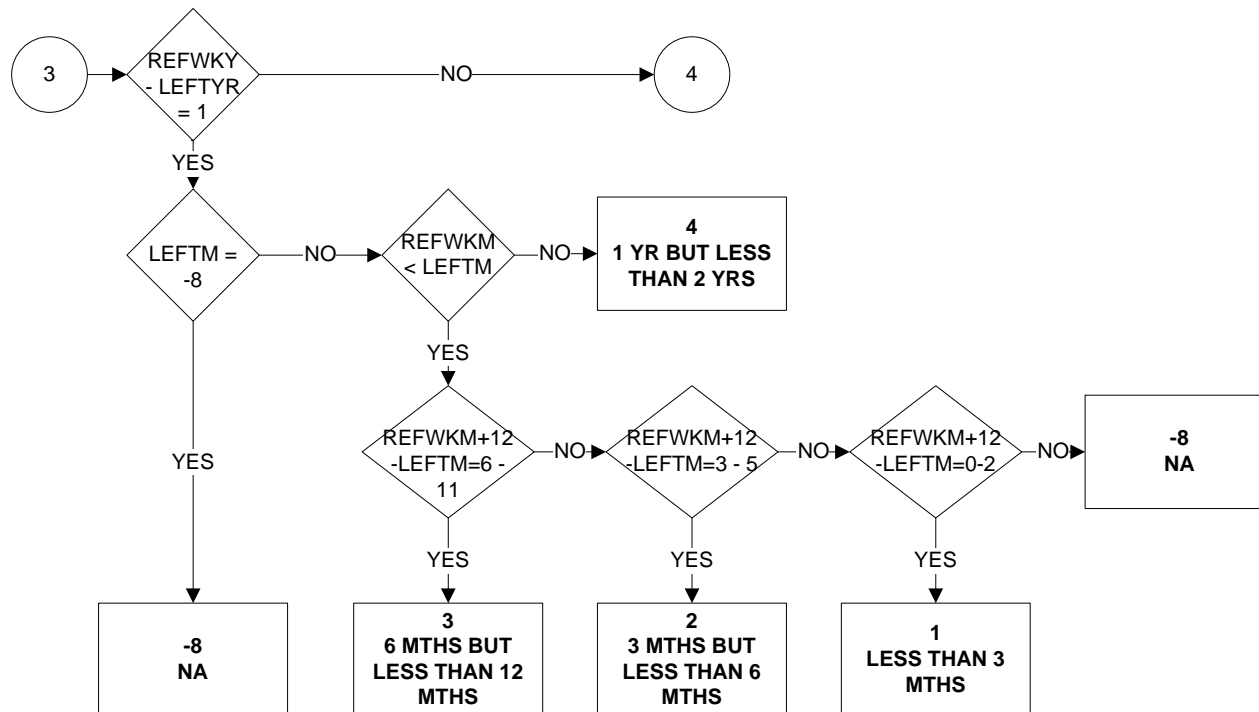 3
REFWKY
- LEFTYR
= 1
NO
4
YES
LEFTM =
-8
NO
REFWKM
< LEFTM
NO
4
1 YR BUT LESS
THAN 2 YRS
YES
YES
REFWKM+12
-LEFTM=6 -
11
NO
REFWKM+12
-LEFTM=3 - 5
NO
REFWKM+12
-LEFTM=0-2
NO
-8
NA
YES
YES
YES
-8
NA
3
6 MTHS BUT
LESS THAN 12
MTHS
2
3 MTHS BUT
LESS THAN 6
MTHS
1
LESS THAN 3
MTHS